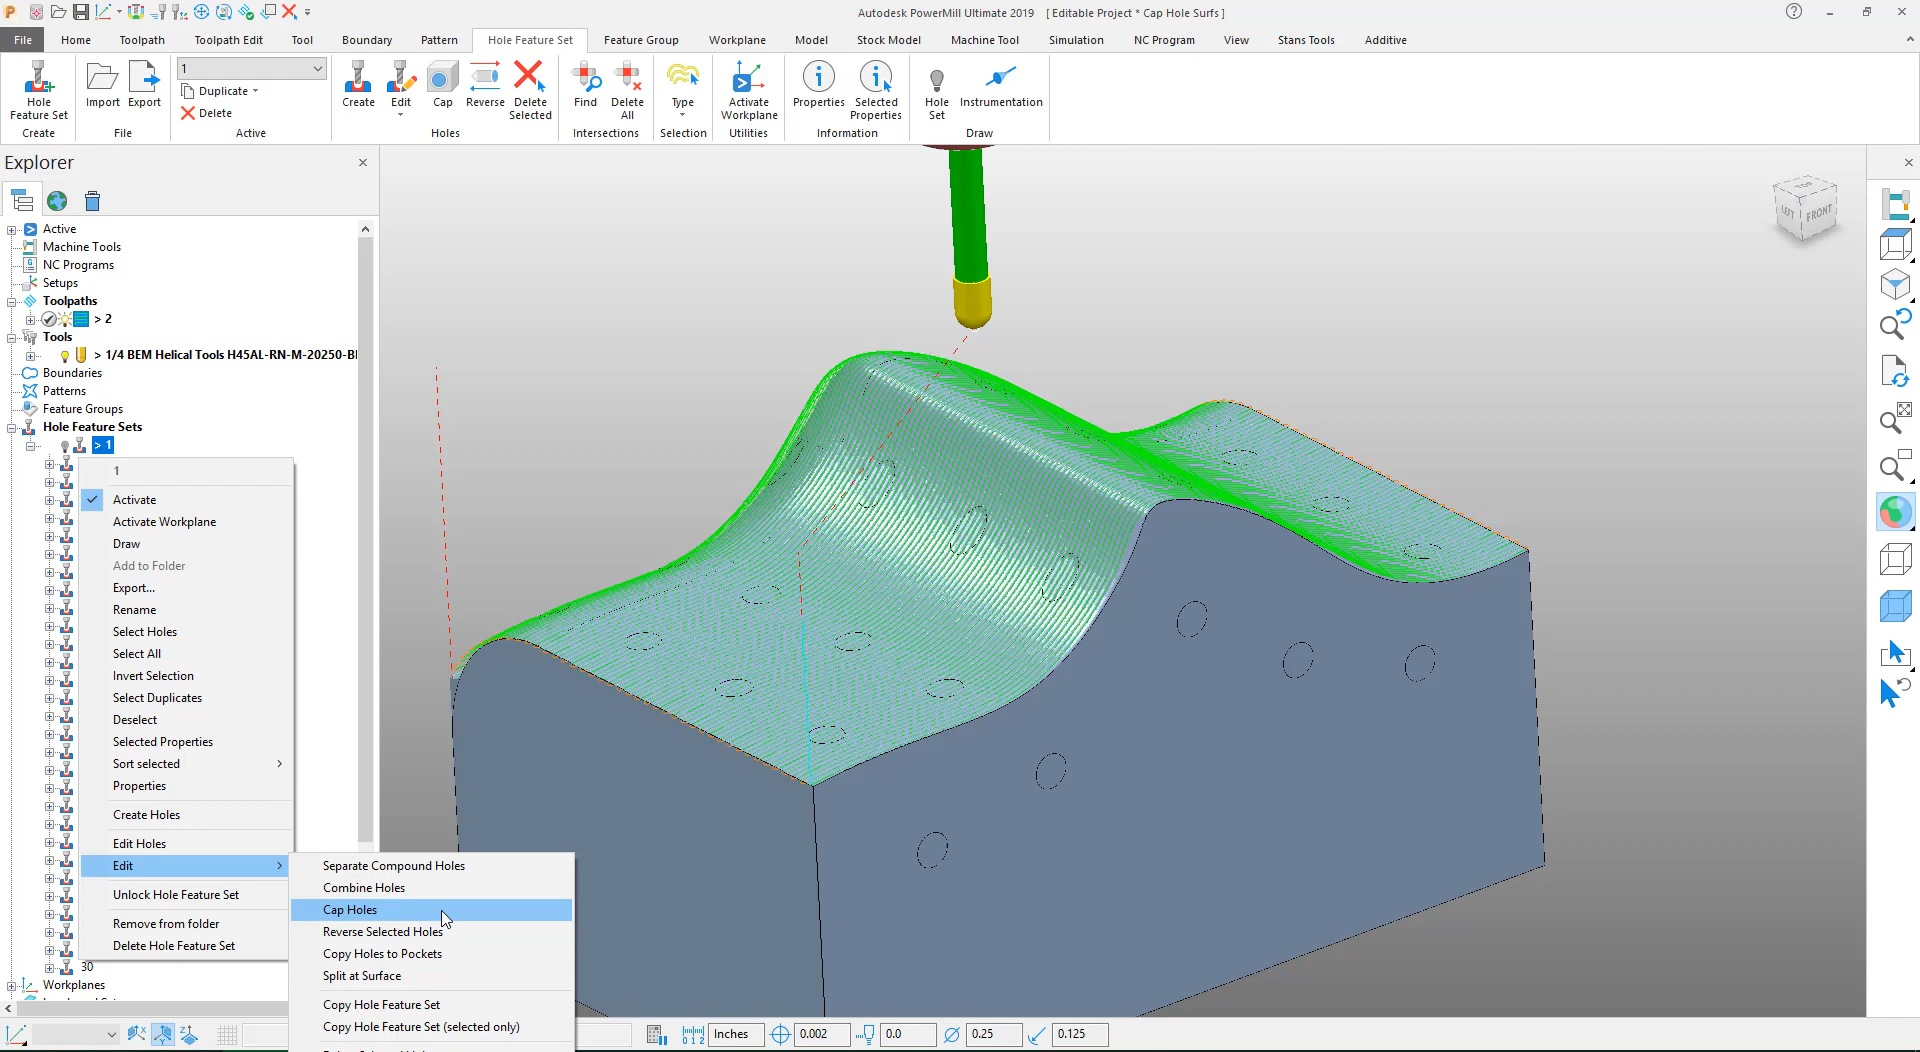 Autodesk PowerMill Ultimate 2019    [ Editable Project * Cap Hole Surfs ]
File  Home  Toolpath  Toolpath Edit  Tool  Boundary  Pattern  Hole Feature Set  Feature Group  Workplane  Model  Stock Model  Machine Tool  Simulation  NC Program  View  Stans Tools  Additive
1
Duplicate
Delete
Hole Feature Set
Import
Export
Create
Edit
Cap
Reverse
Delete Selected
Find
Delete All
Type
Activate Workplane
Properties
Selected Properties
Hole Set
Instrumentation
Create  File  Active  Holes  Intersections  Selection  Utilities  Information  Draw
Explorer
Active
Machine Tools
NC Programs
Setups
Toolpaths
> 2
Tools
> 1/4 BEM Helical Tools H45AL-RN-M-20250-B
Boundaries
Patterns
Feature Groups
Hole Feature Sets
> 1
1
Activate
Activate Workplane
Draw
Add to Folder
Export...
Rename
Select Holes
Select All
Invert Selection
Select Duplicates
Deselect
Selected Properties
Sort selected
Properties
Create Holes
Edit Holes
Edit
Unlock Hole Feature Set
Remove from folder
Delete Hole Feature Set
30
Workplanes
Separate Compound Holes
Combine Holes
Cap Holes
Reverse Selected Holes
Copy Holes to Pockets
Split at Surface
Copy Hole Feature Set
Copy Hole Feature Set (selected only)
TOP
LEFT
FRONT
Inches  0.002  0.0  0.25  0.125